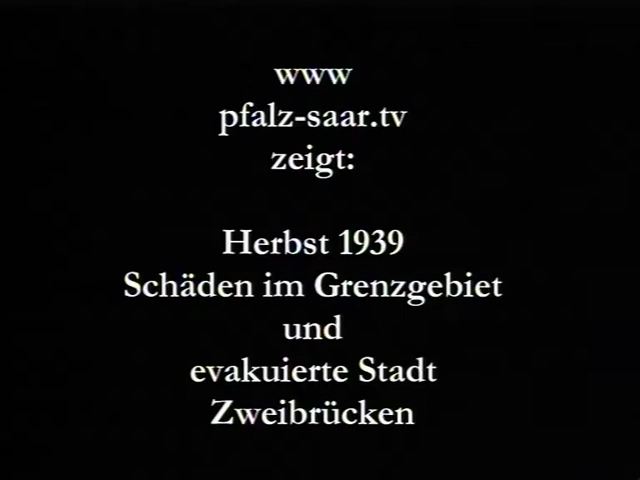 www
pfalz-saar.tv
zeigt:
Herbst 1939
Schäden im Grenzgebiet
und
evakuierte Stadt
Zweibrücken